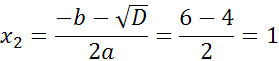 x₂ = (−b − √D) / 2a = (6 − 4) / 2 = 1